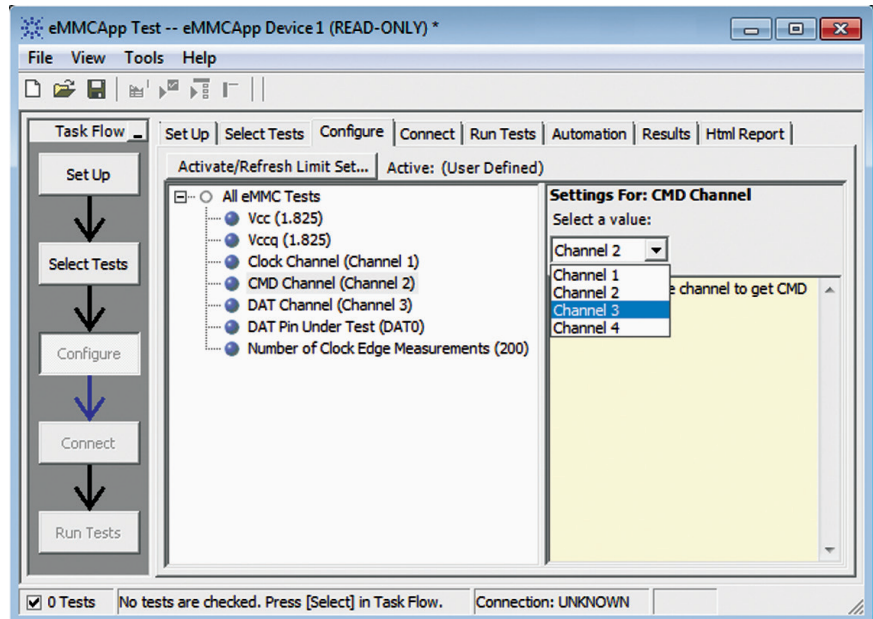 eMMCApp Test -- eMMCApp Device 1 (READ-ONLY) *
File View Tools Help
Task Flow
Set Up
Select Tests
Configure
Connect
Run Tests
Set Up Select Tests Configure Connect Run Tests Automation Results Html Report
Activate/Refresh Limit Set... Active: (User Defined)
All eMMC Tests
Vcc (1.825)
Vccq (1.825)
Clock Channel (Channel 1)
CMD Channel (Channel 2)
DAT Channel (Channel 3)
DAT Pin Under Test (DAT0)
Number of Clock Edge Measurements (200)
Settings For: CMD Channel
Select a value:
Channel 2
Channel 1
Channel 2
Channel 3
Channel 4
channel to get CMD
0 Tests No tests are checked. Press [Select] in Task Flow. Connection: UNKNOWN